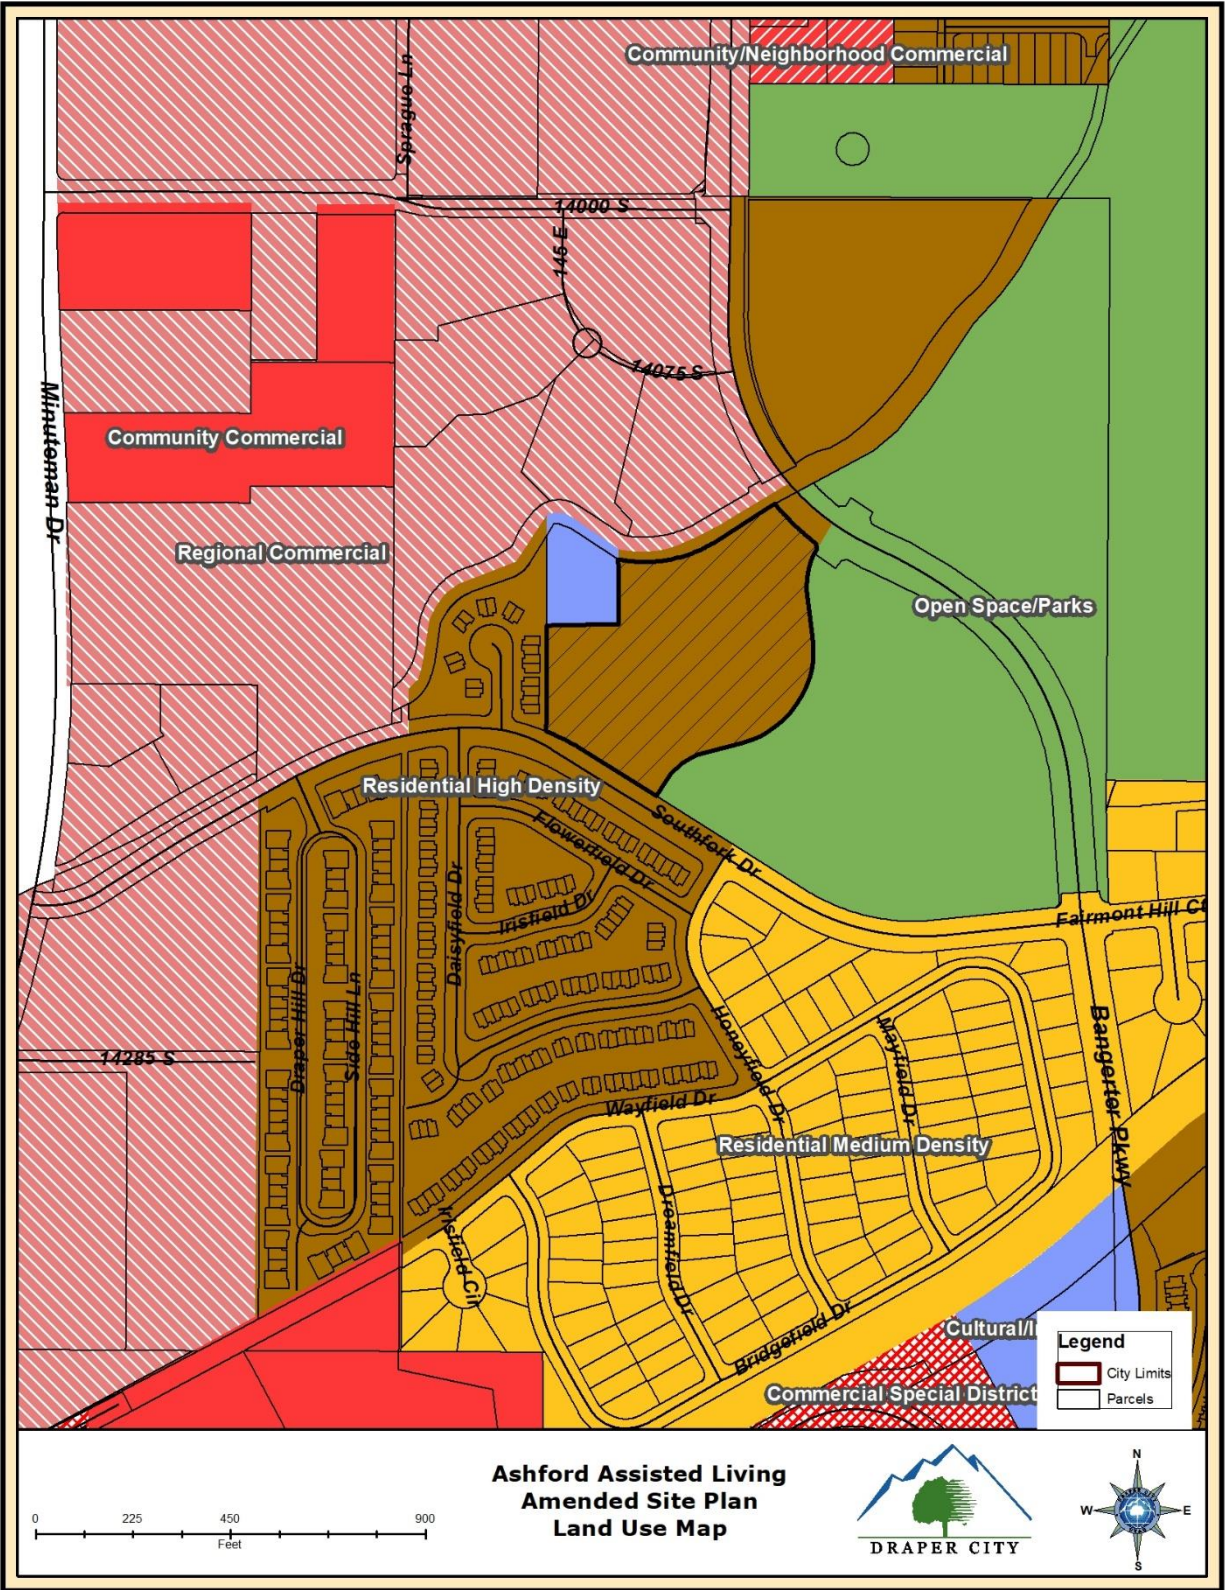 Community/Neighborhood Commercial
Sprague Ln
14000 S
145 E
14075 S
Minuteman Dr
Community Commercial
Regional Commercial
Open Space/Parks
Residential High Density
Southfork Dr
Flowerfield Dr
Irisfield Dr
Daisyfield Dr
Fairmont Hill
Draper Hill Dr
Side Hill Ln
Honeyfield Dr
Mayfield Dr
Bangerter Pkwy
14285 S
Wayfield Dr
Residential Medium Density
Dreamfield Dr
Irisfield Cir
Bridgefield Dr
Cultural/I
Commercial Special District
Legend
City Limits
Parcels
Ashford Assisted Living
Amended Site Plan
Land Use Map
0 225 450 900
Feet
DRAPER CITY
N
W E
S